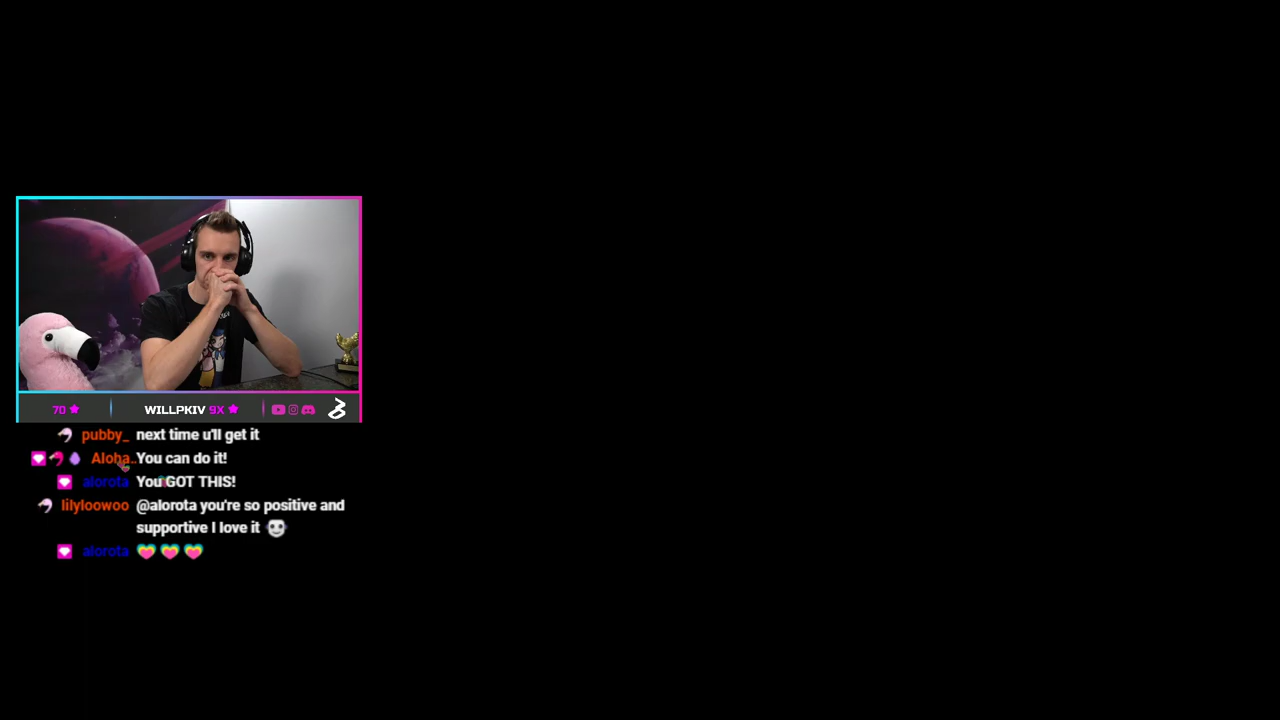 70
WILLPKIV 9X
pubby_ next time u'll get it
Aloha.. You can do it!
alorota You GOT THIS!
lilyloowoo @alorota you're so positive and
supportive I love it
alorota